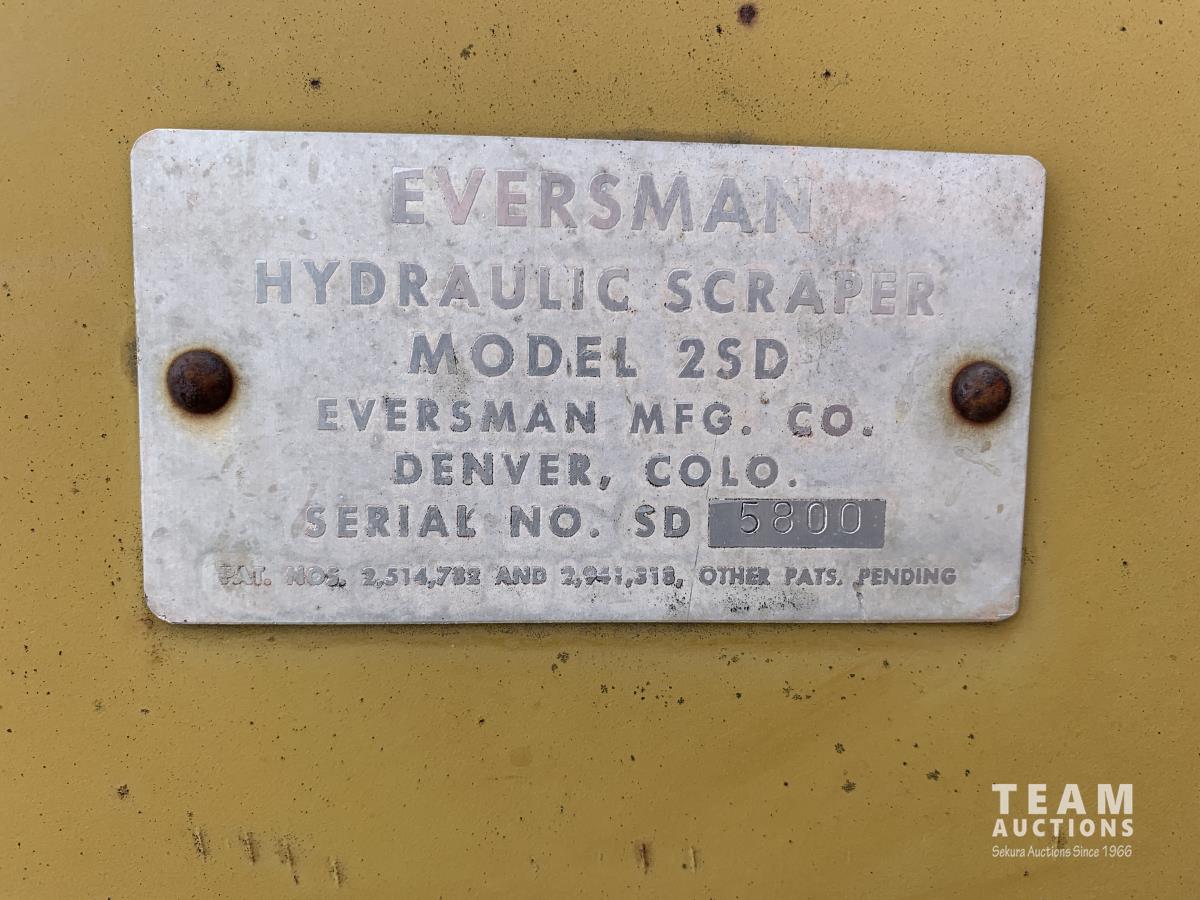 EVERSMAN
HYDRAULIC SCRAPER
MODEL 2SD
EVERSMAN MFG. CO.
DENVER, COLO.
SERIAL NO. SD 5800
PAT. NOS. 2,514,782 AND 2,941,318, OTHER PATS. PENDING
TEAM
AUCTIONS
Sekura Auctions Since 1966